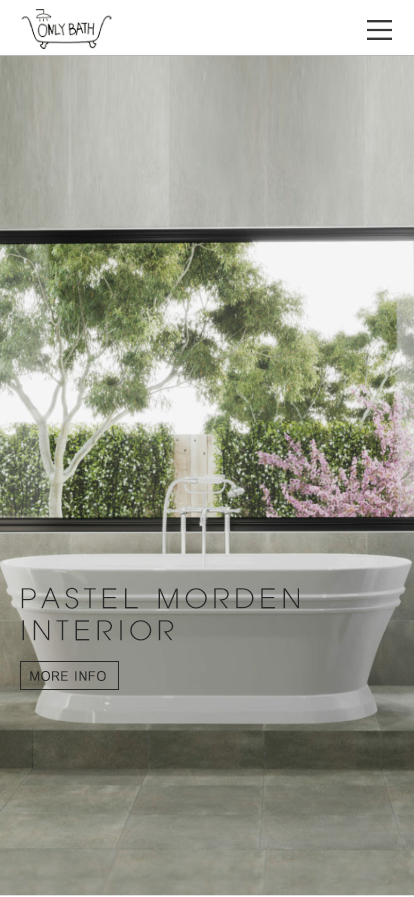 ONLY BATH
PASTEL MORDEN
INTERIOR
MORE INFO